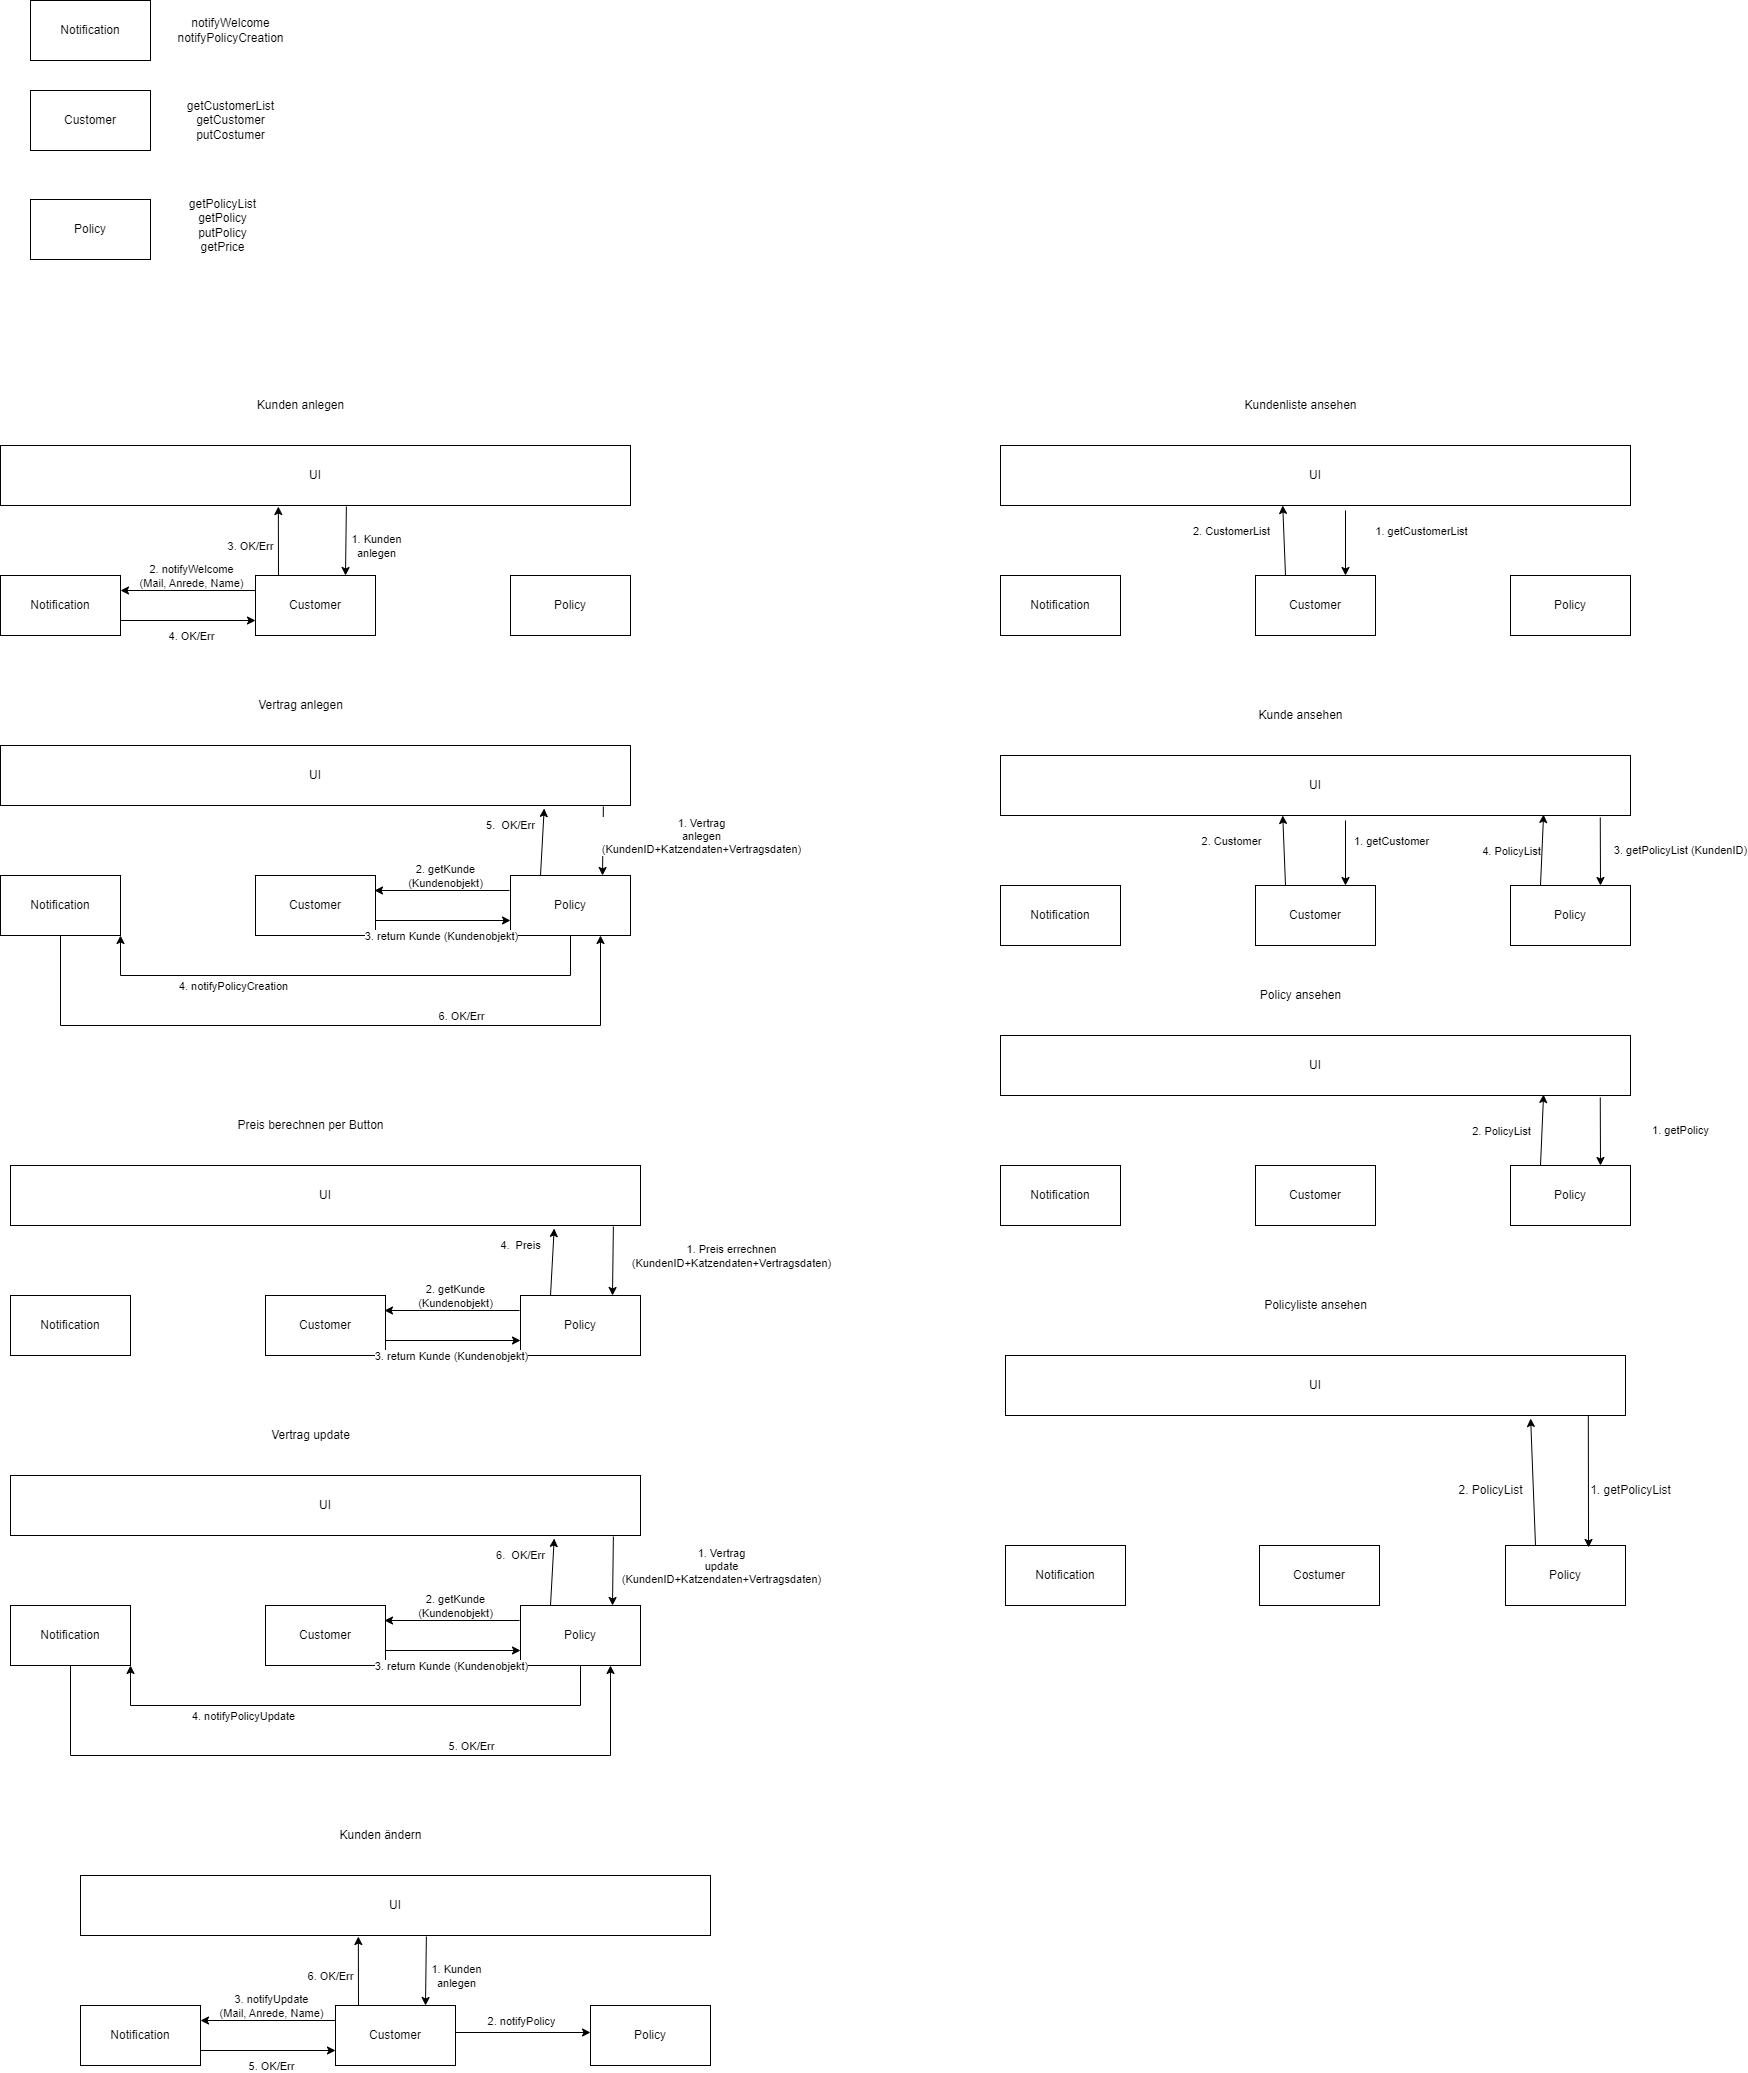 Notification
notifyWelcome
notifyPolicyCreation
Customer
getCustomerList
getCustomer
putCostumer
Policy
getPolicyList
getPolicy
putPolicy
getPrice
Kunden anlegen
UI
3. OK/Err
1. Kunden
anlegen
2. notifyWelcome
(Mail, Anrede, Name)
Notification
Customer
Policy
4. OK/Err
Vertrag anlegen
UI
5. OK/Err
1. Vertrag
anlegen
(KundenID+Katzendaten+Vertragsdaten)
2. getKunde
(Kundenobjekt)
Notification
Customer
Policy
3. return Kunde (Kundenobjekt)
4. notifyPolicyCreation
6. OK/Err
Preis berechnen per Button
UI
4. Preis
1. Preis errechnen
(KundenID+Katzendaten+Vertragsdaten)
2. getKunde
(Kundenobjekt)
Notification
Customer
Policy
3. return Kunde (Kundenobjekt)
Vertrag update
UI
6. OK/Err
1. Vertrag
update
(KundenID+Katzendaten+Vertragsdaten)
2. getKunde
(Kundenobjekt)
Notification
Customer
Policy
3. return Kunde (Kundenobjekt)
4. notifyPolicyUpdate
5. OK/Err
Kunden ändern
UI
6. OK/Err
1. Kunden
anlegen
3. notifyUpdate
(Mail, Anrede, Name)
2. notifyPolicy
Notification
Customer
Policy
5. OK/Err
Kundenliste ansehen
UI
2. CustomerList
1. getCustomerList
Notification
Customer
Policy
Kunde ansehen
UI
2. Customer
1. getCustomer
4. PolicyList
3. getPolicyList (KundenID)
Notification
Customer
Policy
Policy ansehen
UI
2. PolicyList
1. getPolicy
Notification
Customer
Policy
Policyliste ansehen
UI
2. PolicyList
1. getPolicyList
Notification
Costumer
Policy